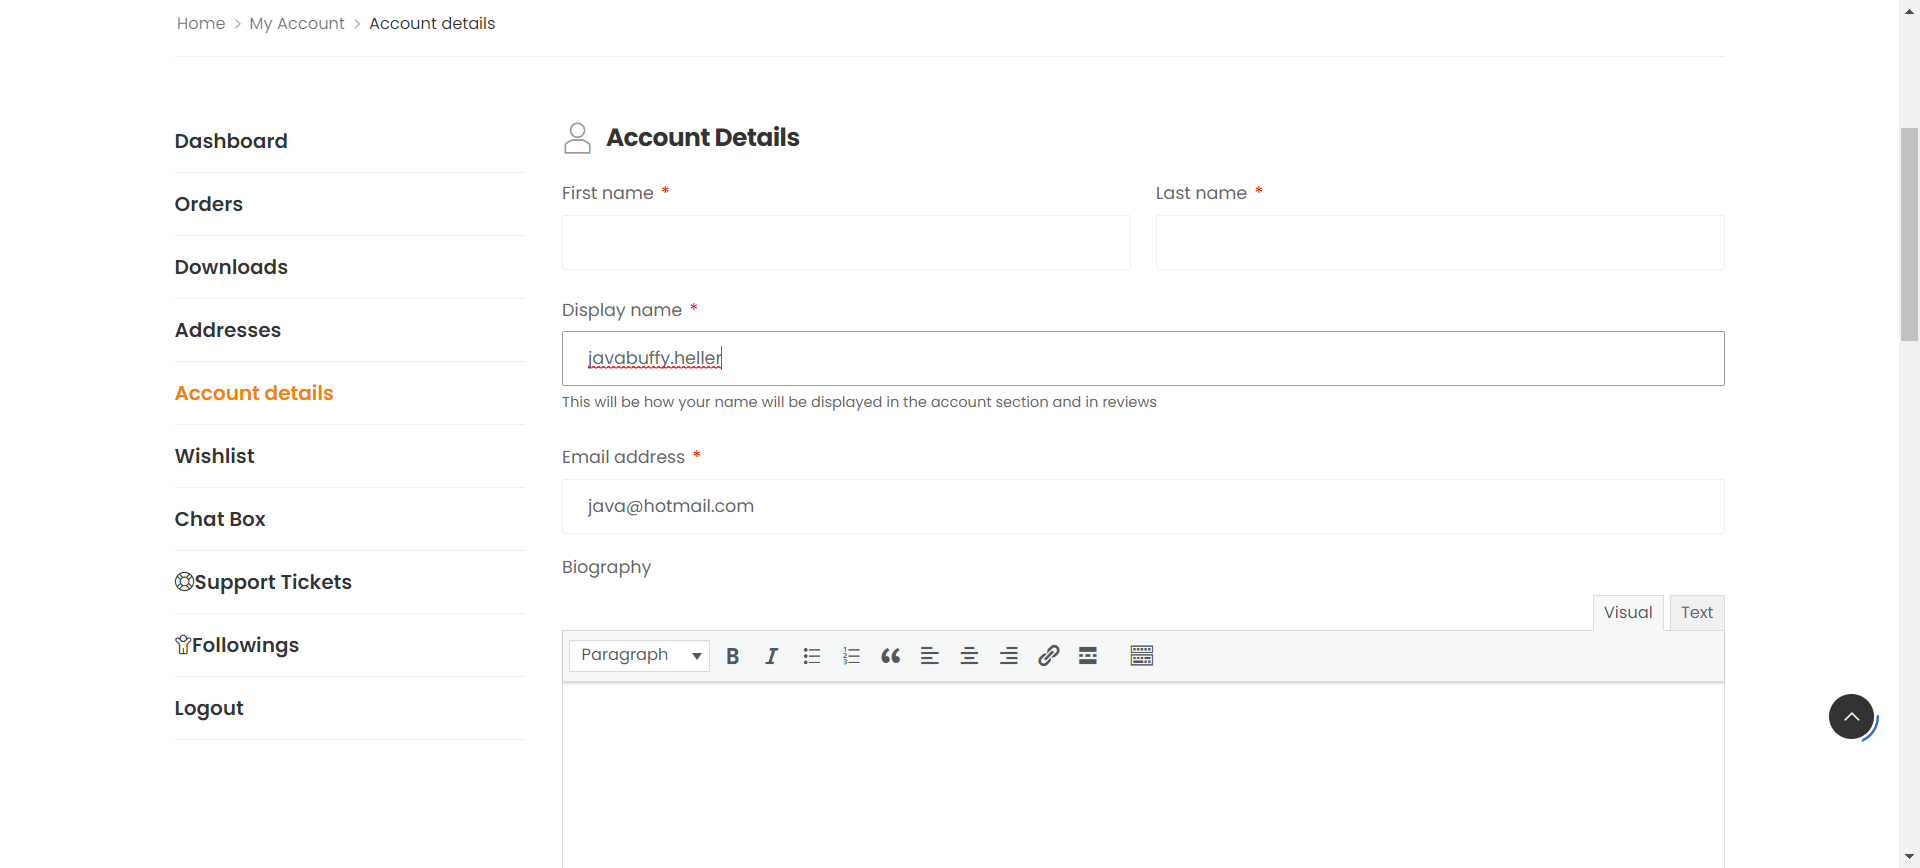 Home > My Account > Account details
Dashboard
Orders
Downloads
Addresses
Account details
Wishlist
Chat Box
Support Tickets
Followings
Logout
Account Details
First name *
Last name *
Display name *
javabuffy.heller
This will be how your name will be displayed in the account section and in reviews
Email address *
java@hotmail.com
Biography
Visual Text
Paragraph